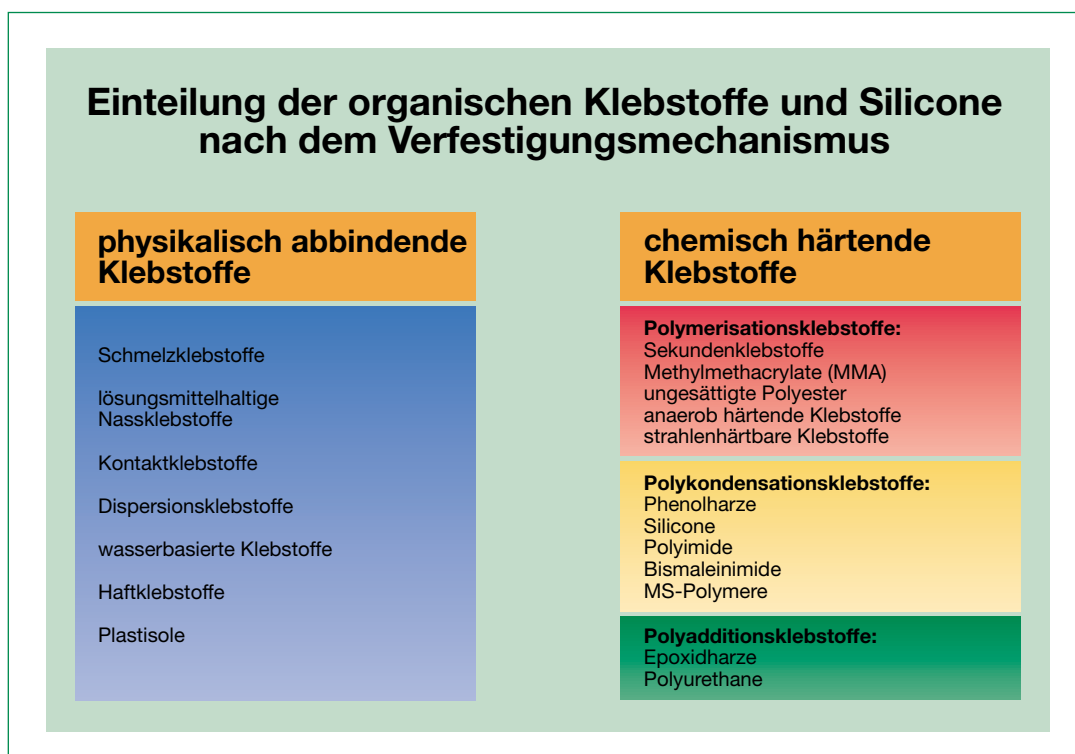 Einteilung der organischen Klebstoffe und Silicone
nach dem Verfestigungsmechanismus
physikalisch abbindende
Klebstoffe
Schmelzklebstoffe
lösungsmittelhaltige
Nassklebstoffe
Kontaktklebstoffe
Dispersionsklebstoffe
wasserbasierte Klebstoffe
Haftklebstoffe
Plastisole
chemisch härtende
Klebstoffe
Polymerisationsklebstoffe:
Sekundenklebstoffe
Methylmethacrylate (MMA)
ungesättigte Polyester
anaerob härtende Klebstoffe
strahlenhärtbare Klebstoffe
Polykondensationsklebstoffe:
Phenolharze
Silicone
Polyimide
Bismaleinimide
MS-Polymere
Polyadditionsklebstoffe:
Epoxidharze
Polyurethane